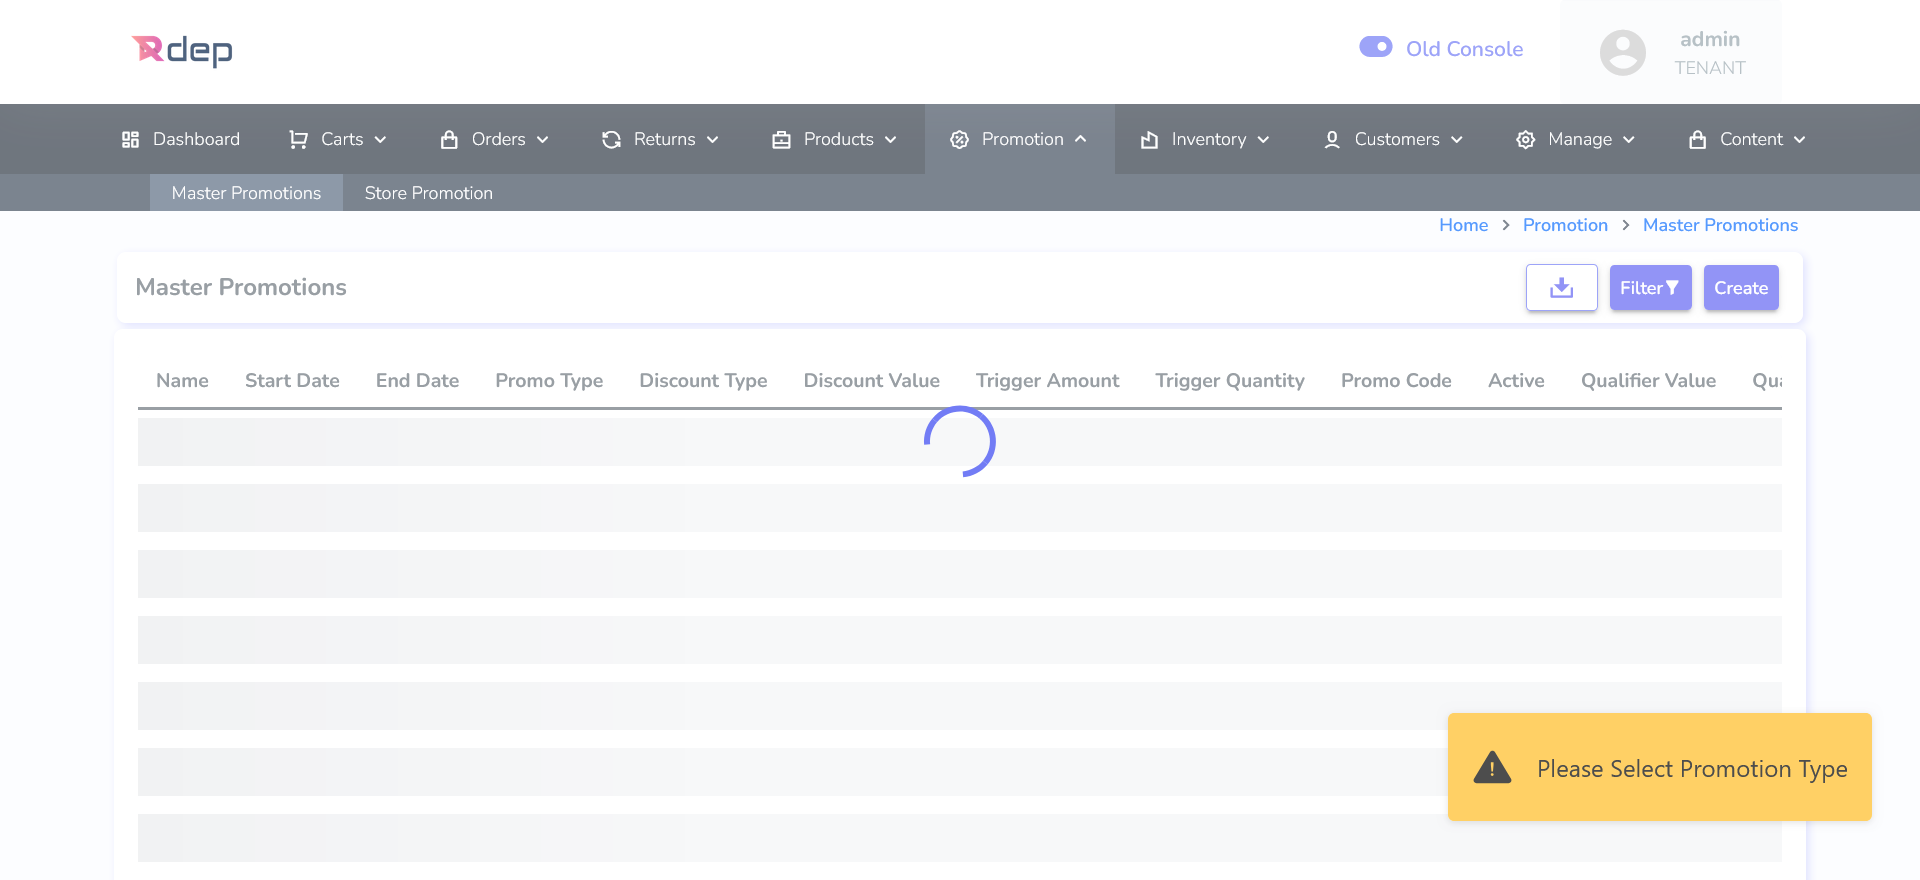 Rdep
Old Console
admin
TENANT
Dashboard Carts Orders Returns Products Promotion Inventory Customers Manage Content
Master Promotions Store Promotion
Home > Promotion > Master Promotions
Master Promotions
Filter Create
Name Start Date End Date Promo Type Discount Type Discount Value Trigger Amount Trigger Quantity Promo Code Active Qualifier Value
Please Select Promotion Type